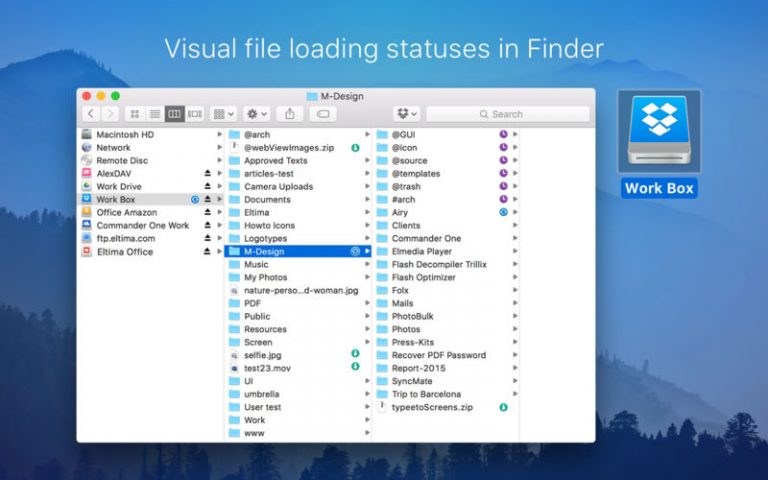 Visual file loading statuses in Finder
M-Design
Search
Macintosh HD
Network
Remote Disc
AlexDAV
Work Drive
Work Box
Office Amazon
Commander One Work
ftp.eltima.com
Eltima Office
@arch
@webViewImages.zip
Approved Texts
articles-test
Camera Uploads
Documents
Eltima
Howto Icons
Logotypes
M-Design
Music
My Photos
nature-perso...d-woman.jpg
PDF
Public
Resources
Screen
selfie.jpg
test23.mov
UI
umbrella
User test
Work
www
@GUI
@icon
@source
@templates
@trash
#arch
Airy
Clients
Commander One
Elmedia Player
Flash Decompiler Trillix
Flash Optimizer
Folx
Mails
PhotoBulk
Photos
Press-Kits
Recover PDF Password
Report-2015
SyncMate
Trip to Barcelona
typeetoScreens.zip
Work Box